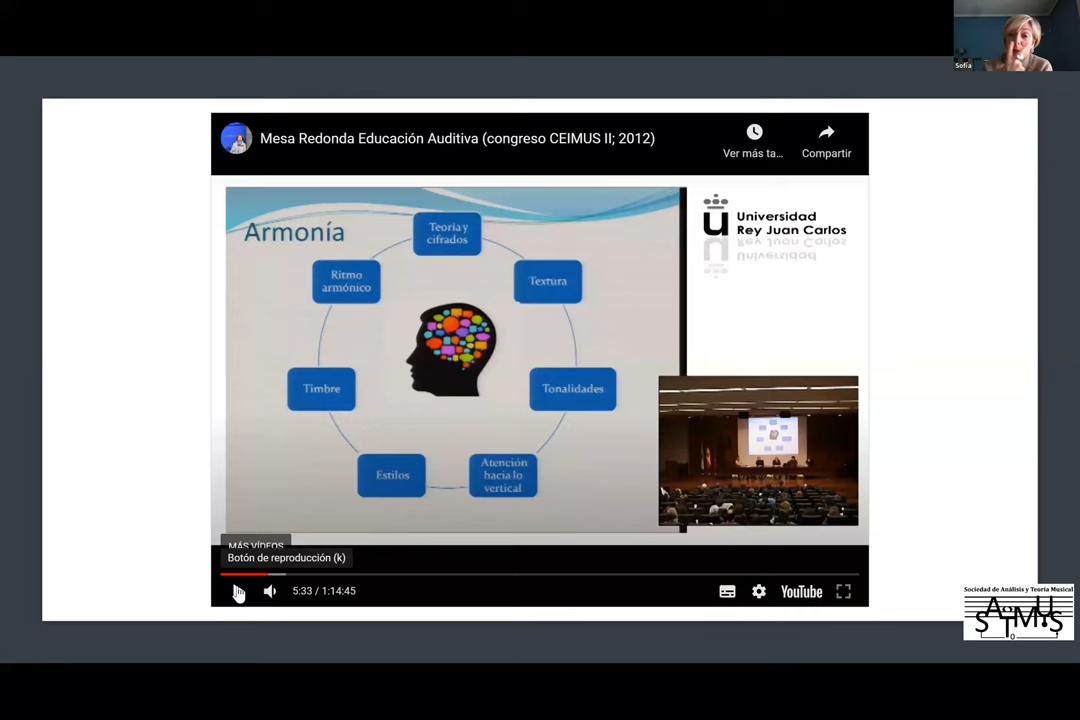 Sofía
Mesa Redonda Educación Auditiva (congreso CEIMUS II; 2012)
Ver más ta...
Compartir
Armonía
Teoría y
cifrados
Ritmo
armónico
Textura
Timbre
Tonalidades
Estilos
Atención
hacia lo
vertical
u
Universidad
Rey Juan Carlos
MÁS VÍDEOS
Botón de reproducción (k)
5:33 / 1:14:45
YouTube
Sociedad de Análisis y Teoría Musical
SATMUS